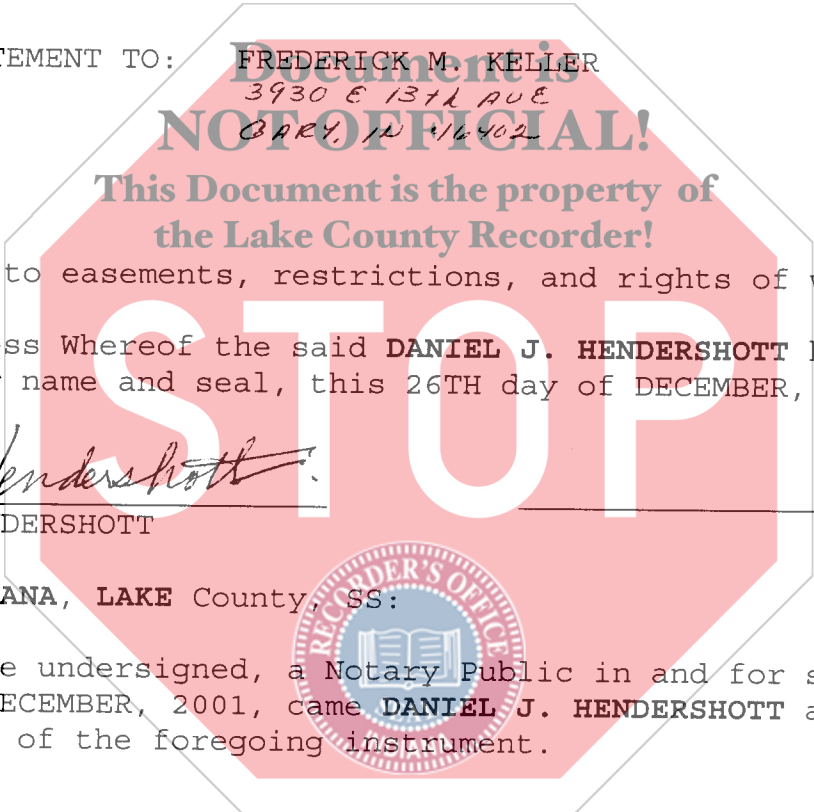 TEMENT TO: FREDERICK M. KELLER
Document is
3930 E 13th AVE
GARY, IN 46402
NOT OFFICIAL!
This Document is the property of
the Lake County Recorder!
to easements, restrictions, and rights of
ss Whereof the said DANIEL J. HENDERSHOTT
name and seal, this 26TH day of DECEMBER,
STOP
Hendershott
DERSHOTT
ANA, LAKE County, SS:
RECORDER'S OFFICE
e undersigned, a Notary Public in and for s
ECEMBER, 2001, came DANIEL J. HENDERSHOTT a
of the foregoing instrument.
INDIANA